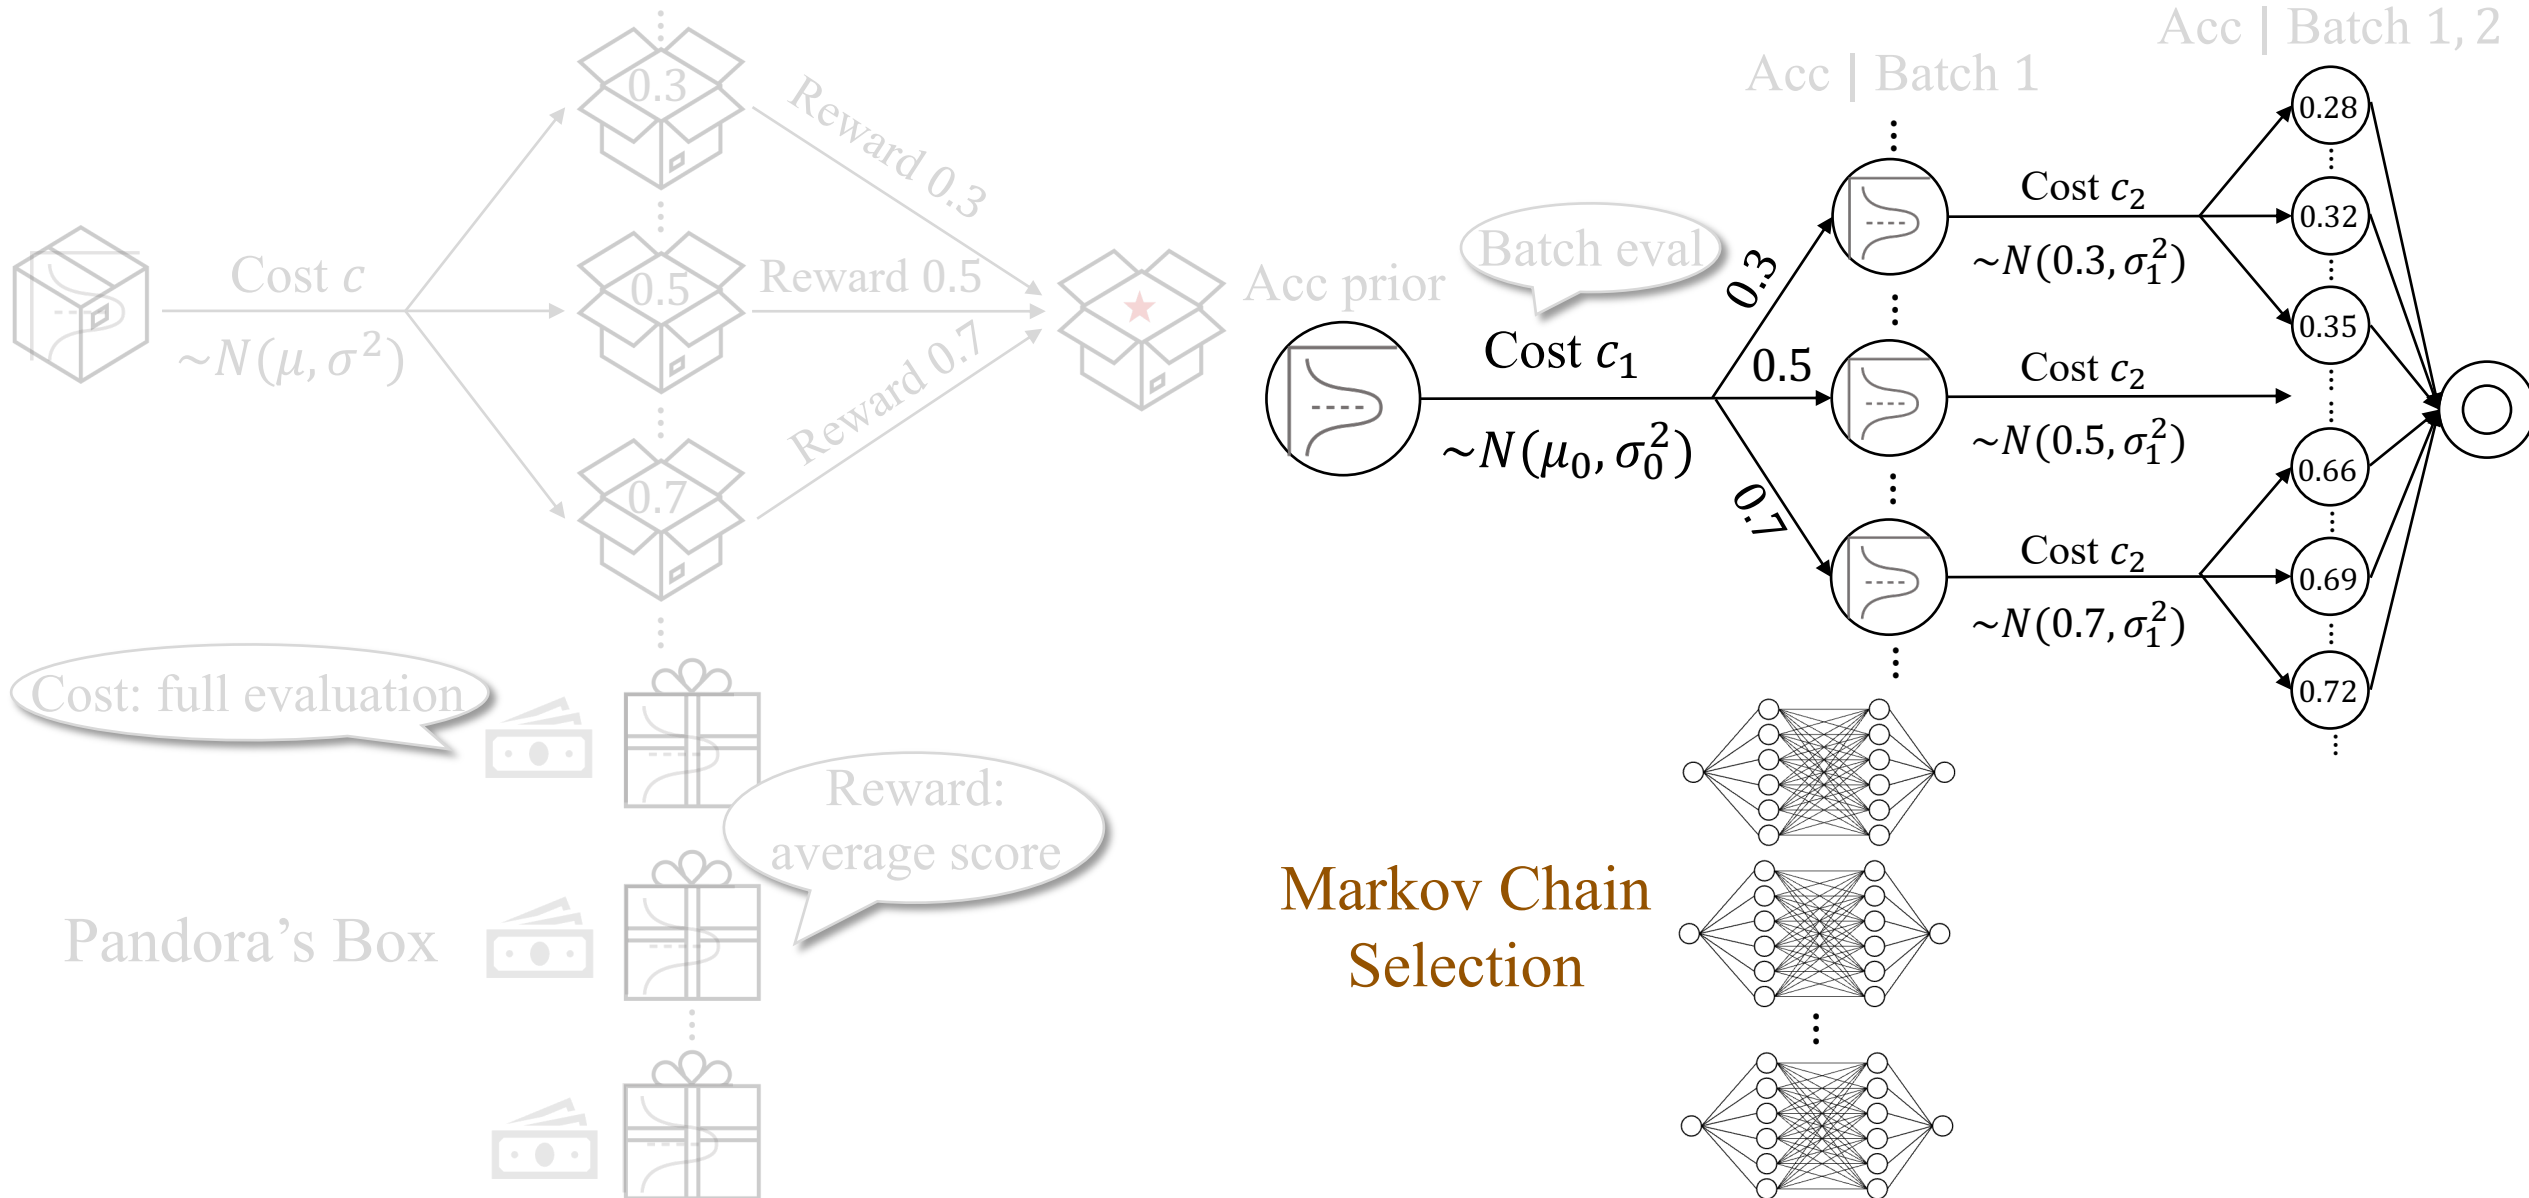 0.3
Reward 0.3
Cost c
~N(μ, σ²)
0.5
Reward 0.5
0.7
Reward 0.7
Cost: full evaluation
Reward:
average score
Pandora's Box
Acc prior
Batch eval
Acc | Batch 1
Acc | Batch 1, 2
Cost c₁
~N(μ₀, σ₀²)
0.3
0.5
0.7
Cost c₂
~N(0.3, σ₁²)
Cost c₂
~N(0.5, σ₁²)
Cost c₂
~N(0.7, σ₁²)
0.28
0.32
0.35
0.66
0.69
0.72
Markov Chain
Selection